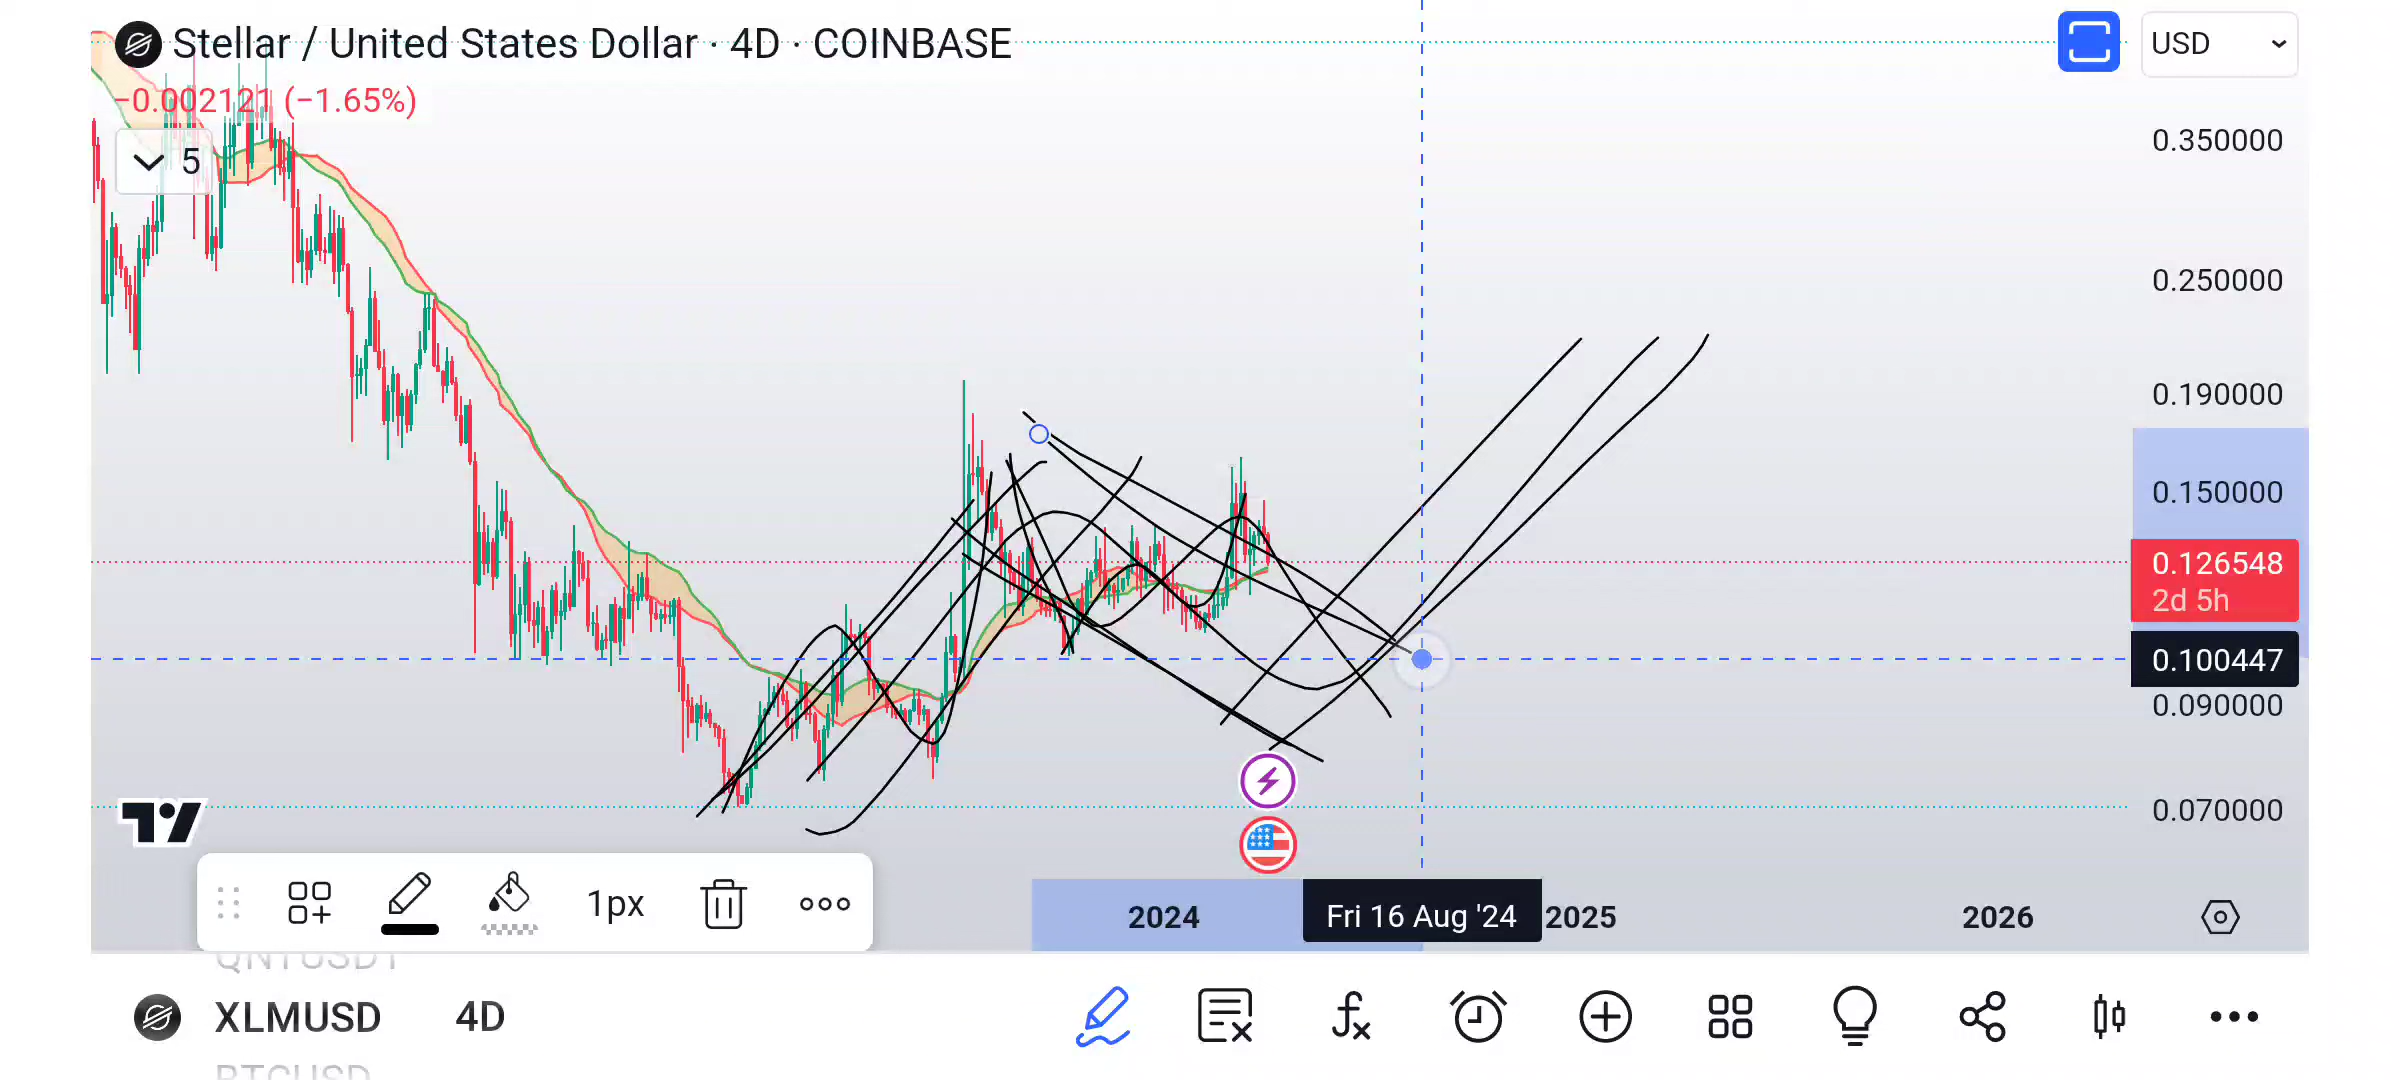 Stellar / United States Dollar · 4D · COINBASE
USD
−0.002121 (−1.65%)
5
0.350000
0.250000
0.190000
0.150000
0.126548
2d 5h
0.100447
0.090000
0.070000
1px
2024
Fri 16 Aug '24
2025
2026
QNTUSDT
XLMUSD 4D
BTCUSD